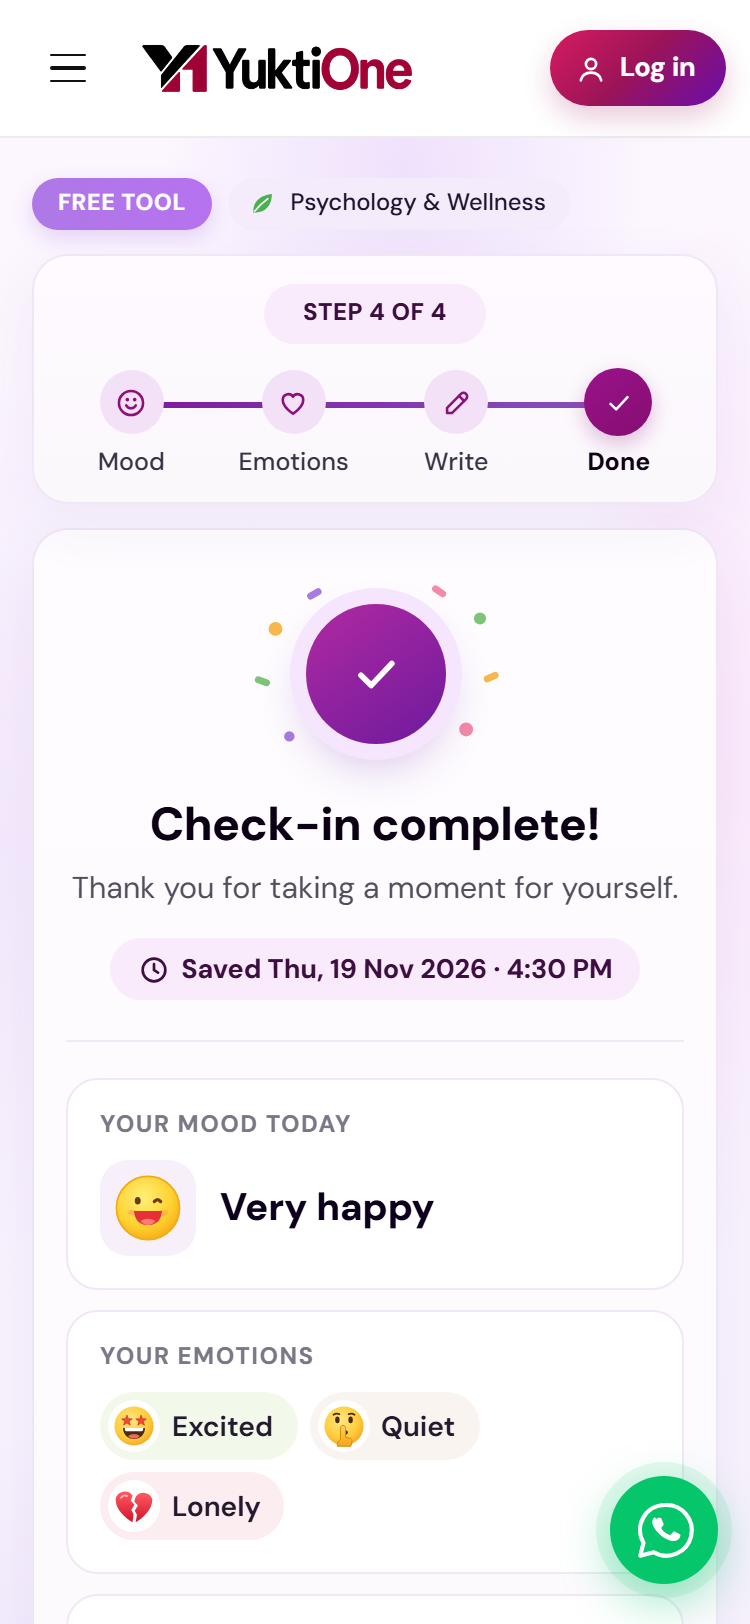 YuktiOne
Log in
FREE TOOL
Psychology & Wellness
STEP 4 OF 4
Mood
Emotions
Write
Done
Check-in complete!
Thank you for taking a moment for yourself.
Saved Thu, 19 Nov 2026 · 4:30 PM
YOUR MOOD TODAY
Very happy
YOUR EMOTIONS
Excited
Quiet
Lonely